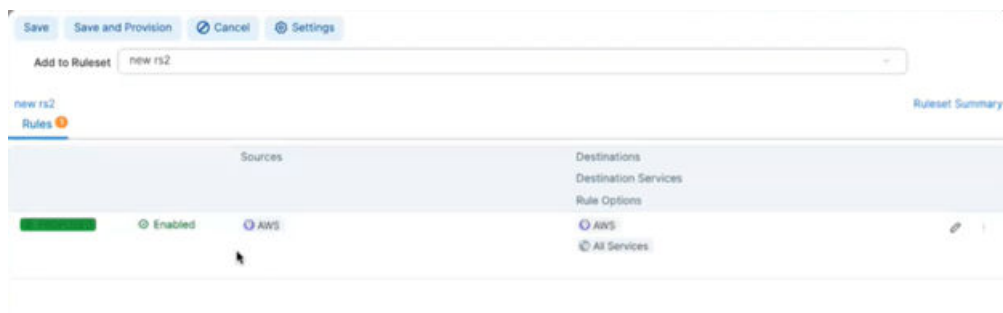 Save Save and Provision Cancel Settings
Add to Ruleset new rs2
new rs2 Ruleset Summary
Rules
Sources Destinations
Destination Services
Rule Options
Enabled AWS AWS
All Services